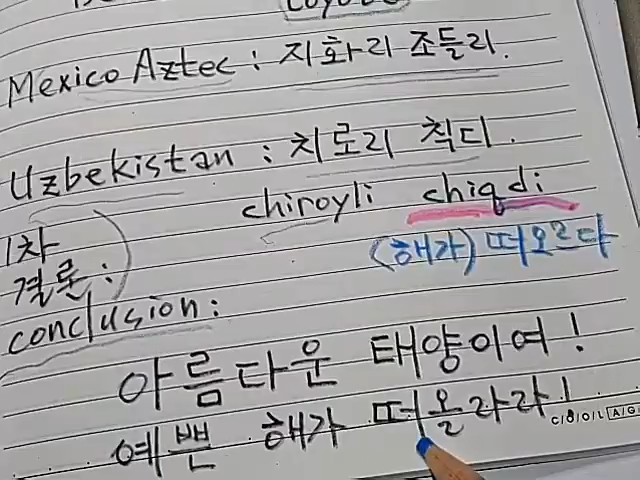 Mexico Aztec : 지화리 조들리.
Uzbekistan : 치로리 칙디.
chiroyli chiqdi
(해가) 떠오르다
1차
결론 :
conclusion :
아름다운 태양이여!
예쁜 해가 떠올라라!